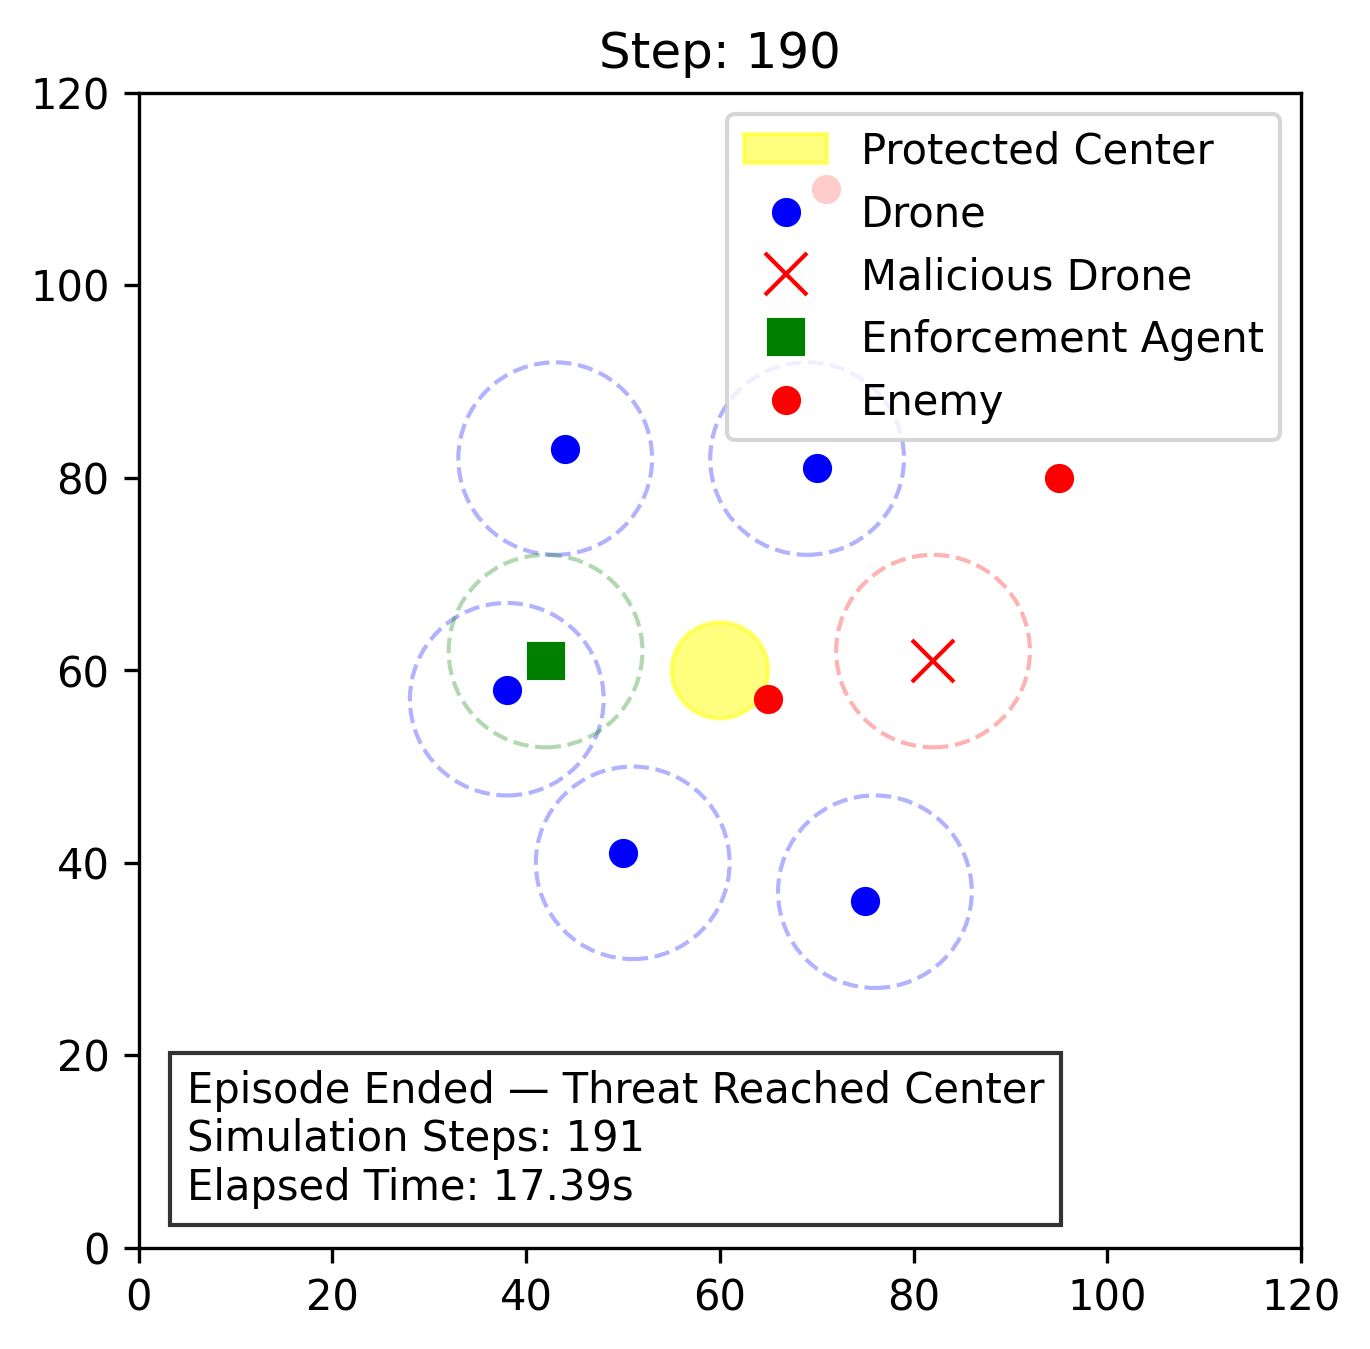 Step: 190
120
100
80
60
40
20
0
0 20 40 60 80 100 120
Protected Center
Drone
Malicious Drone
Enforcement Agent
Enemy
Episode Ended — Threat Reached Center
Simulation Steps: 191
Elapsed Time: 17.39s